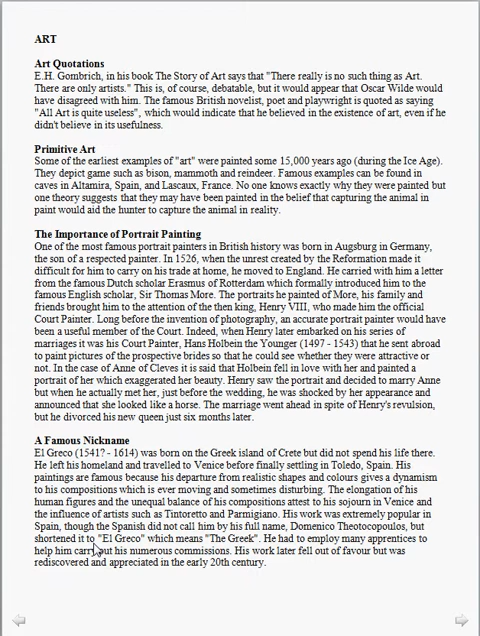 ART
Art Quotations
E.H. Gombrich, in his book The Story of Art says that "There really is no such thing as Art.
There are only artists." This is, of course, debatable, but it would appear that Oscar Wilde would
have disagreed with him. The famous British novelist, poet and playwright is quoted as saying
"All Art is quite useless", which would indicate that he believed in the existence of art, even if he
didn't believe in its usefulness.
Primitive Art
Some of the earliest examples of "art" were painted some 15,000 years ago (during the Ice Age).
They depict game such as bison, mammoth and reindeer. Famous examples can be found in
caves in Altamira, Spain, and Lascaux, France. No one knows exactly why they were painted but
one theory suggests that they may have been painted in the belief that capturing the animal in
paint would aid the hunter to capture the animal in reality.
The Importance of Portrait Painting
One of the most famous portrait painters in British history was born in Augsburg in Germany,
the son of a respected painter. In 1526, when the unrest created by the Reformation made it
difficult for him to carry on his trade at home, he moved to England. He carried with him a letter
from the famous Dutch scholar Erasmus of Rotterdam which formally introduced him to the
famous English scholar, Sir Thomas More. The portraits he painted of More, his family and
friends brought him to the attention of the then king, Henry VIII, who made him the official
Court Painter. Long before the invention of photography, an accurate portrait painter would have
been a useful member of the Court. Indeed, when Henry later embarked on his series of
marriages it was his Court Painter, Hans Holbein the Younger (1497 - 1543) that he sent abroad
to paint pictures of the prospective brides so that he could see whether they were attractive or
not. In the case of Anne of Cleves it is said that Holbein fell in love with her and painted a
portrait of her which exaggerated her beauty. Henry saw the portrait and decided to marry Anne
but when he actually met her, just before the wedding, he was shocked by her appearance and
announced that she looked like a horse. The marriage went ahead in spite of Henry's revulsion,
but he divorced his new queen just six months later.
A Famous Nickname
El Greco (1541? - 1614) was born on the Greek island of Crete but did not spend his life there.
He left his homeland and travelled to Venice before finally settling in Toledo, Spain. His
paintings are famous because his departure from realistic shapes and colours gives a dynamism
to his compositions which is ever moving and sometimes disturbing. The elongation of his
human figures and the unequal balance of his compositions attest to his sojourn in Venice and
the influence of artists such as Tintoretto and Parmigiano. His work was extremely popular in
Spain, though the Spanish did not call him by his full name, Domenico Theotocopoulos, but
shortened it to "El Greco" which means "The Greek". He had to employ many apprentices to
help him carry out his numerous commissions. His work later fell out of favour but was
rediscovered and appreciated in the early 20th century.